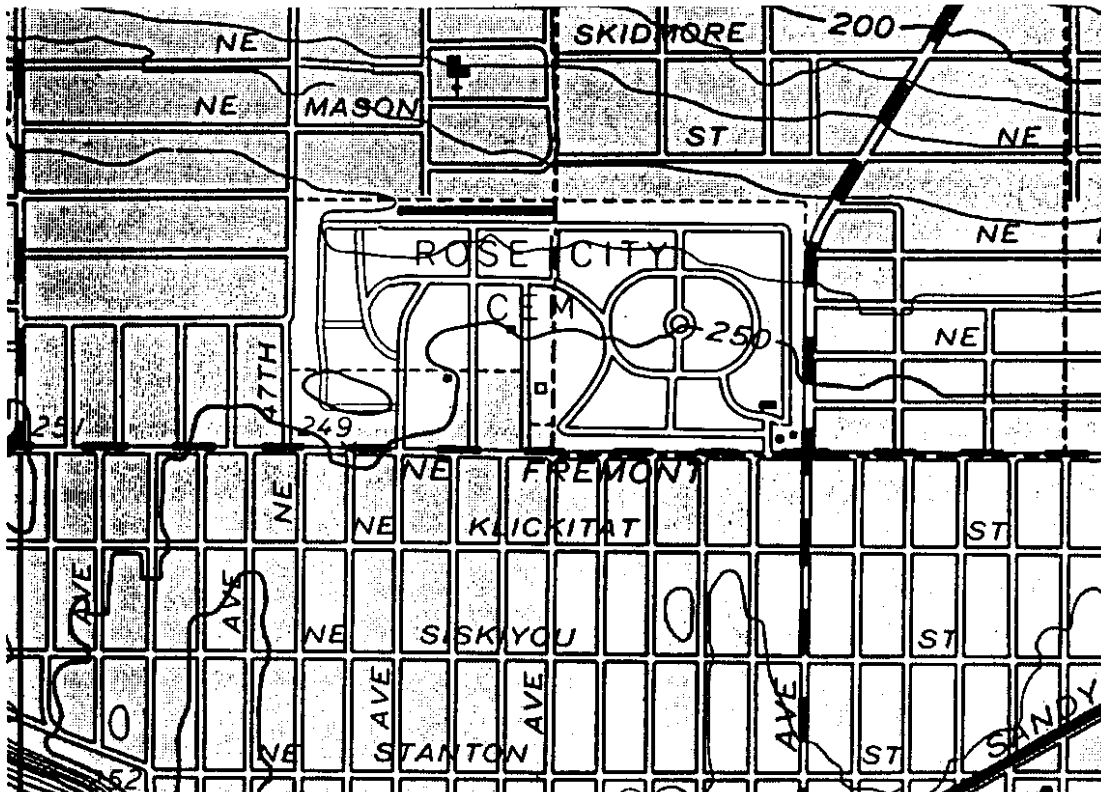 NE SKIDMORE 200
NE MASON ST NE
NE
ROSE CITY
CEM
250 NE
47TH
251 249
NE FREMONT
NE NE KLICKITAT ST
AVE AVE NE SISKIYOU ST
AVE AVE AVE
NE STANTON ST SANDY
252